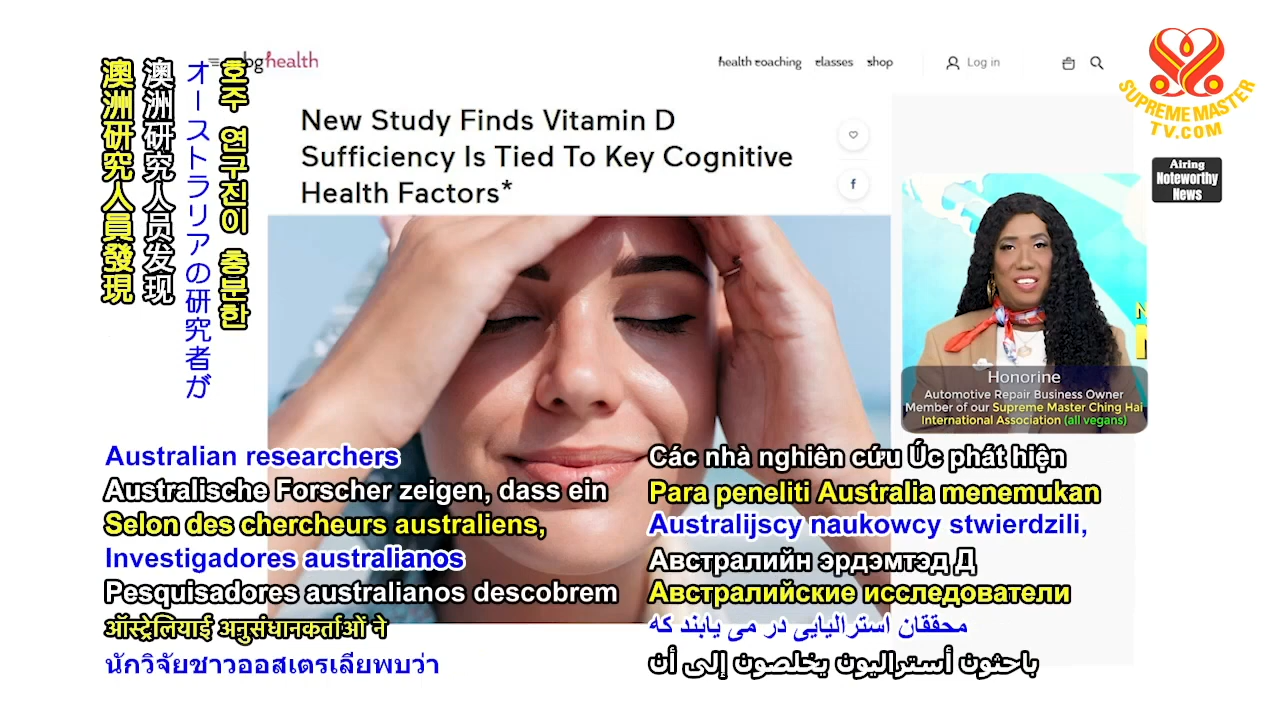 澳洲研究人員發現
澳洲研究人员发现
オーストラリアの研究者が
호주 연구진이 충분한
mbghealth
health coaching classes shop
Log in
New Study Finds Vitamin D
Sufficiency Is Tied To Key Cognitive
Health Factors*
f
SUPREME MASTER
TV.COM
Airing
Noteworthy
News
Honorine
Automotive Repair Business Owner
Member of our Supreme Master Ching Hai
International Association (all vegans)
Australian researchers
Australische Forscher zeigen, dass ein
Selon des chercheurs australiens,
Investigadores australianos
Pesquisadores australianos descobrem
ऑस्ट्रेलियाई अनुसंधानकर्ताओं ने
นักวิจัยชาวออสเตรเลียพบว่า
Các nhà nghiên cứu Úc phát hiện
Para peneliti Australia menemukan
Australijscy naukowcy stwierdzili,
Австралийн эрдэмтэд Д
Австралийские исследователи
محققان استرالیایی در می یابند که
باحثون أستراليون يخلصون إلى أن